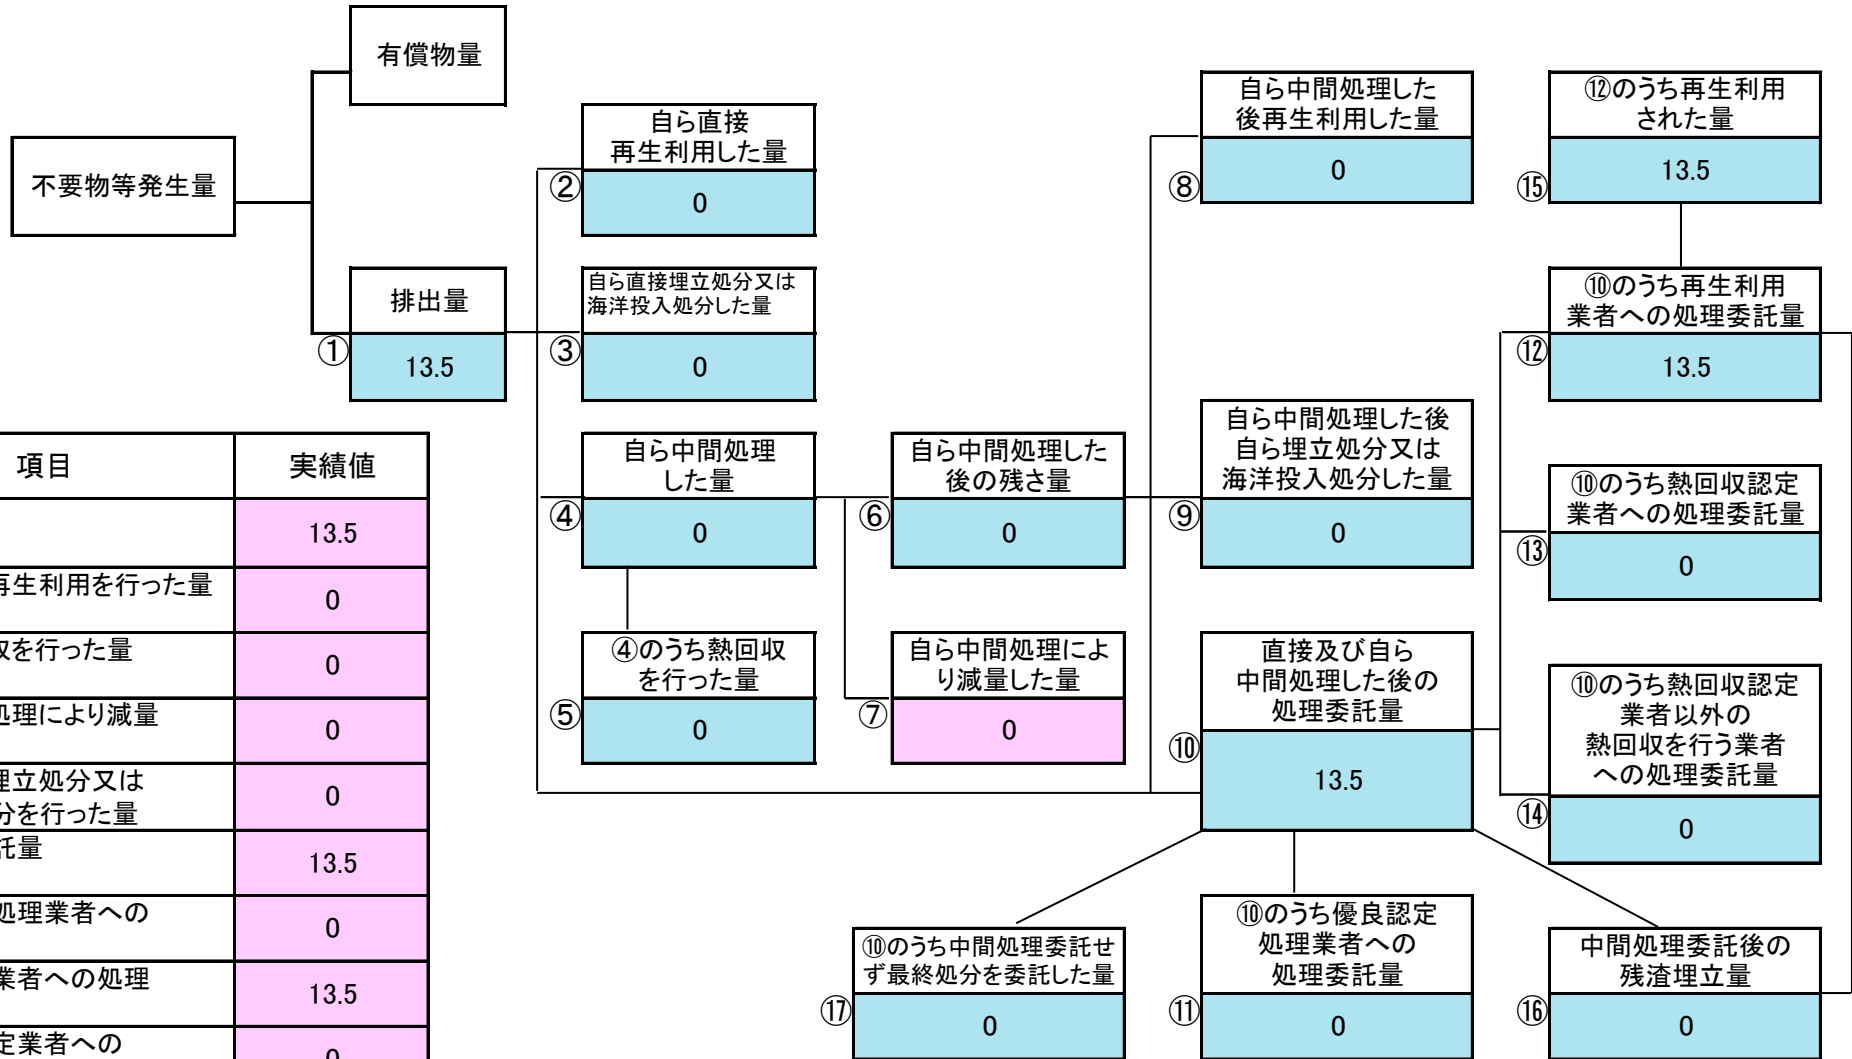 有償物量
不要物等発生量
排出量
①
13.5
自ら直接
再生利用した量
②
0
自ら直接埋立処分又は
海洋投入処分した量
③
0
自ら中間処理
した量
④
0
④のうち熱回収
を行った量
⑤
0
自ら中間処理した
後の残さ量
⑥
0
自ら中間処理によ
り減量した量
⑦
0
自ら中間処理した
後再生利用した量
⑧
0
自ら中間処理した後
自ら埋立処分又は
海洋投入処分した量
⑨
0
直接及び自ら
中間処理した後の
処理委託量
⑩
13.5
⑫のうち再生利用
された量
⑮
13.5
⑩のうち再生利用
業者への処理委託量
⑫
13.5
⑩のうち熱回収認定
業者への処理委託量
⑬
0
⑩のうち熱回収認定
業者以外の
熱回収を行う業者
への処理委託量
⑭
0
⑩のうち中間処理委託せ
ず最終処分を委託した量
⑰
0
⑩のうち優良認定
処理業者への
処理委託量
⑪
0
中間処理委託後の
残渣埋立量
⑯
0
項目 実績値
13.5
再生利用を行った量
0
収を行った量
0
処理により減量
0
埋立処分又は
分を行った量
0
託量
13.5
処理業者への
0
業者への処理
13.5
定業者への
0